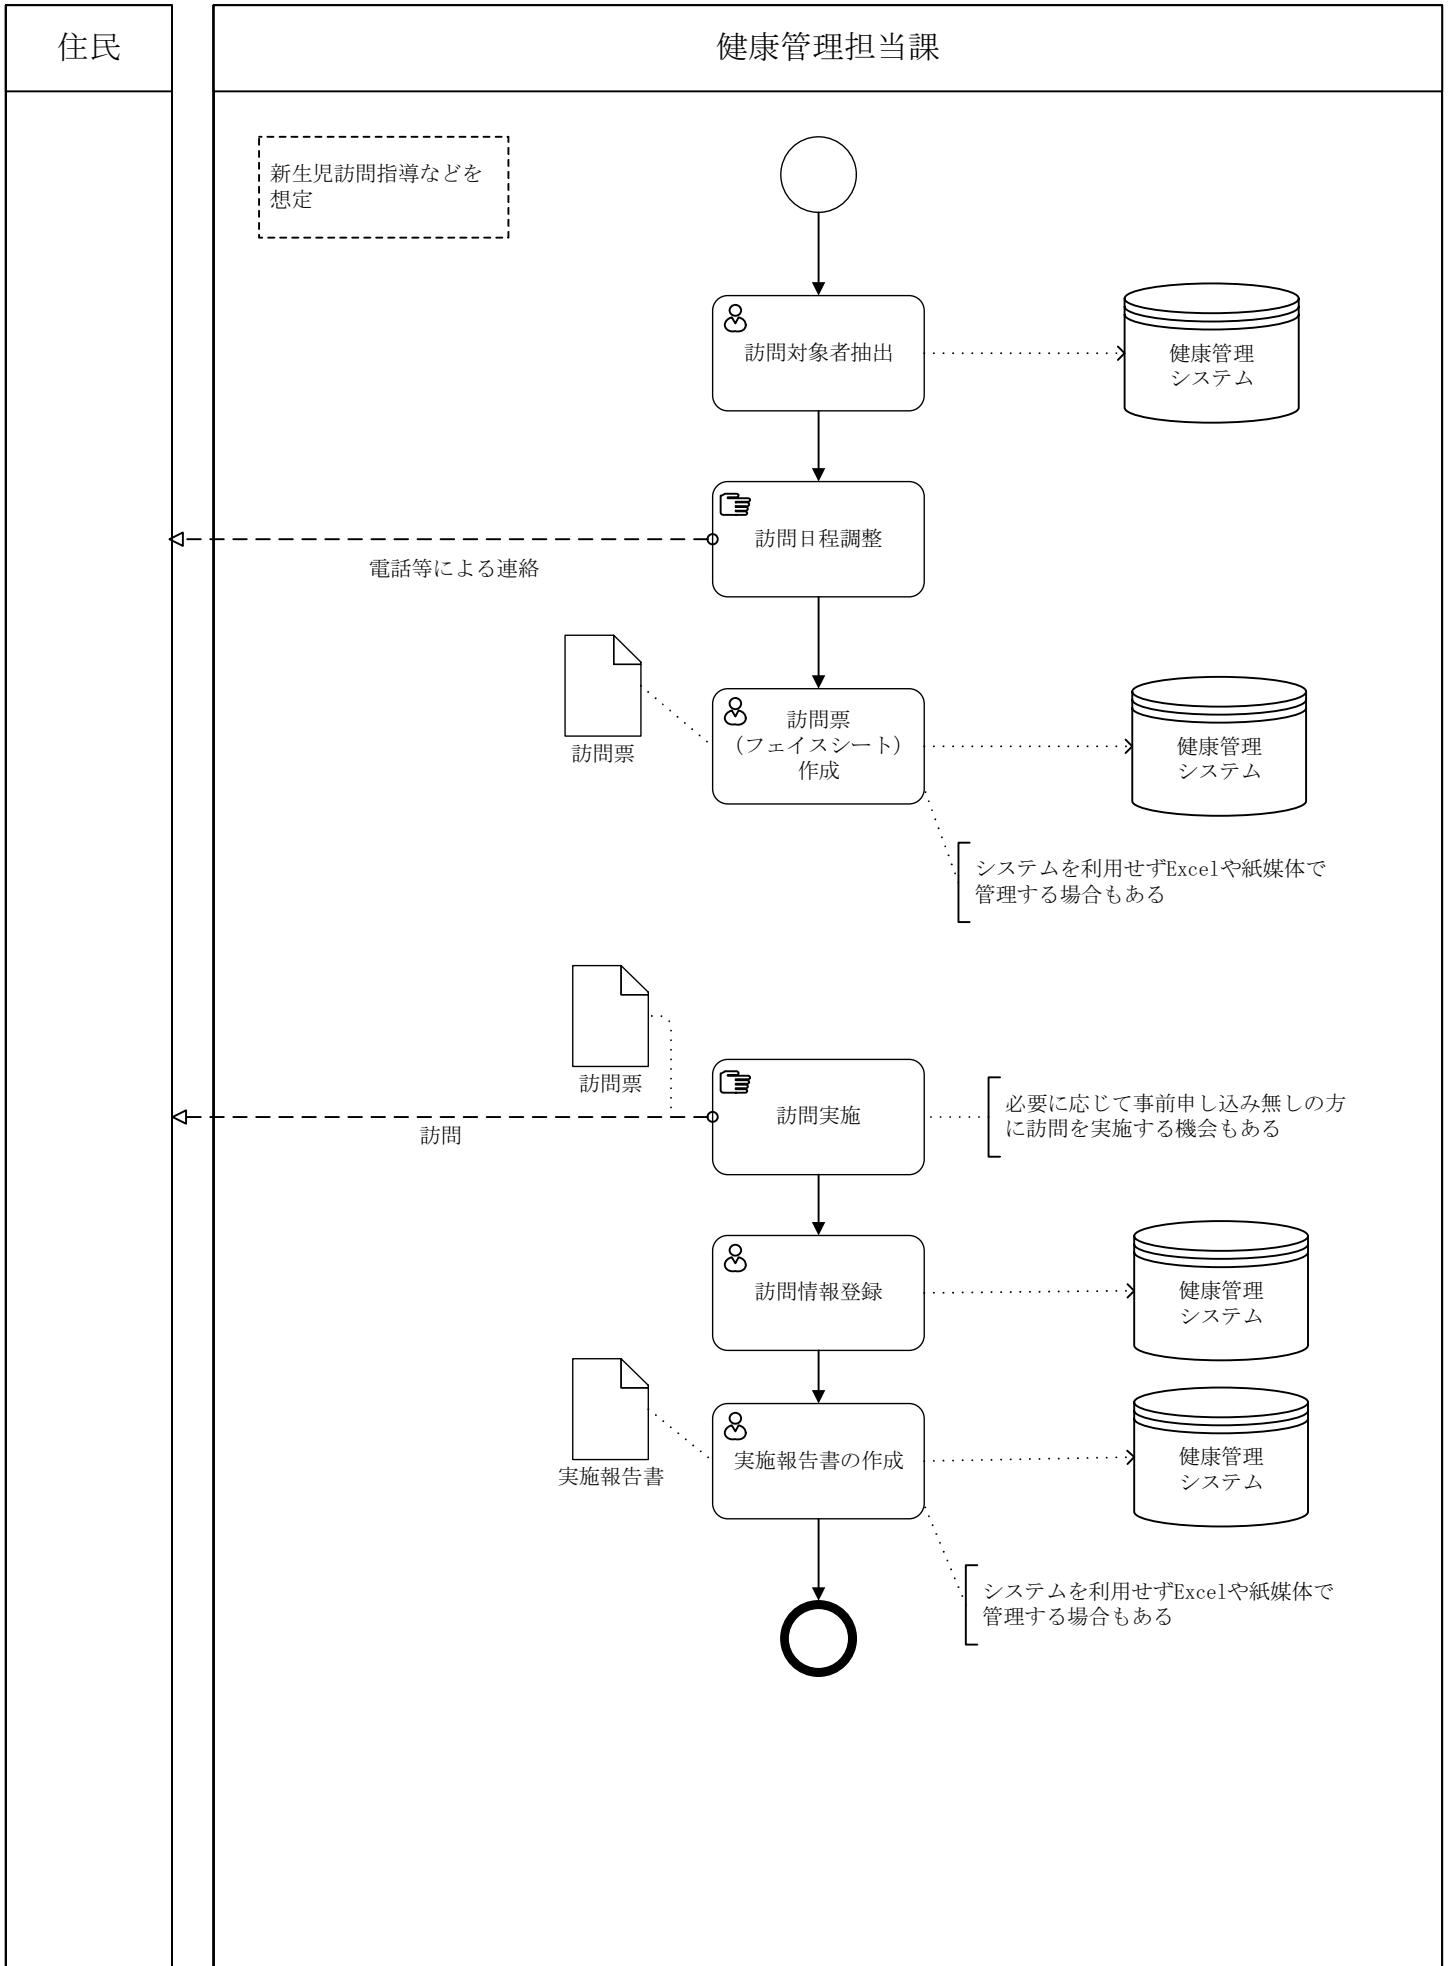 住民
健康管理担当課
新生児訪問指導などを
想定
訪問対象者抽出
健康管理
システム
訪問日程調整
電話等による連絡
訪問票
訪問票
（フェイスシート）
作成
健康管理
システム
システムを利用せずExcelや紙媒体で
管理する場合もある
訪問票
訪問実施
必要に応じて事前申し込み無しの方
に訪問を実施する機会もある
訪問
訪問情報登録
健康管理
システム
実施報告書
実施報告書の作成
健康管理
システム
システムを利用せずExcelや紙媒体で
管理する場合もある